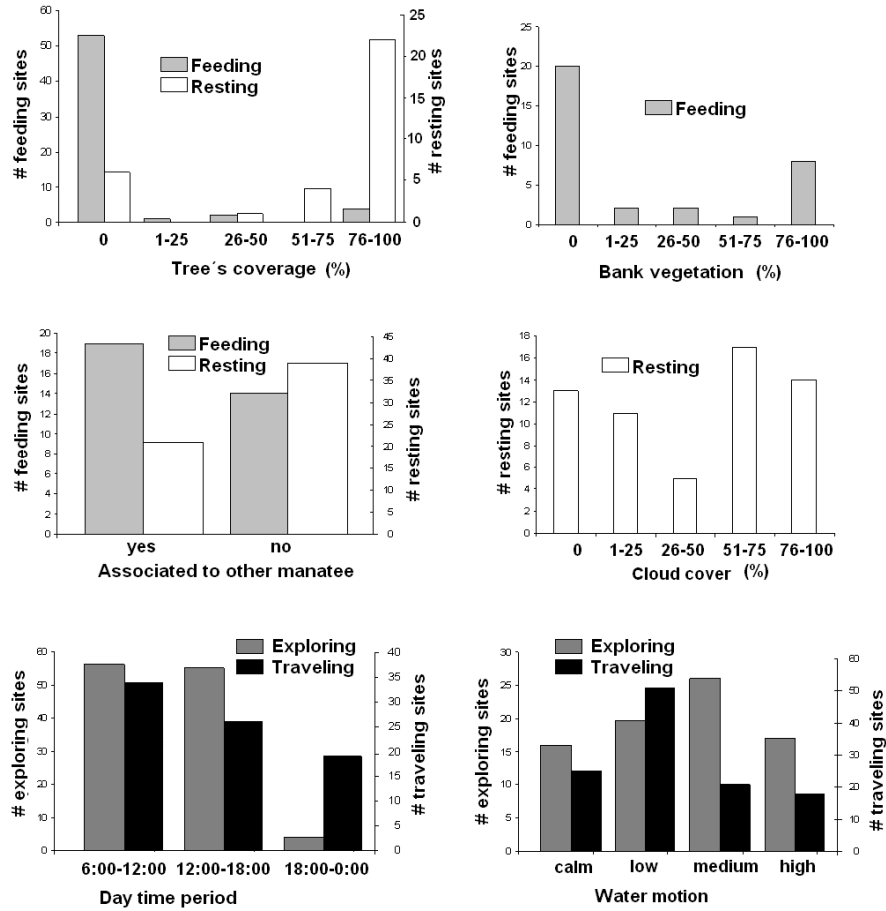 60
50
40
30
20
10
0
# feeding sites
Feeding
Resting
25
20
15
10
5
0
# resting sites
0 1-25 26-50 51-75 76-100
Tree´s coverage (%)
25
20
15
10
5
0
# feeding sites
Feeding
0 1-25 26-50 51-75 76-100
Bank vegetation (%)
20
18
16
14
12
10
8
6
4
2
0
# feeding sites
Feeding
Resting
45
40
35
30
25
20
15
10
5
0
# resting sites
yes no
Associated to other manatee
18
16
14
12
10
8
6
4
2
0
# resting sites
Resting
0 1-25 26-50 51-75 76-100
Cloud cover (%)
60
50
40
30
20
10
0
# exploring sites
Exploring
Traveling
40
35
30
25
20
15
10
5
0
# traveling sites
6:00-12:00 12:00-18:00 18:00-0:00
Day time period
30
25
20
15
10
5
0
# exploring sites
Exploring
Traveling
60
50
40
30
20
10
0
# traveling sites
calm low medium high
Water motion